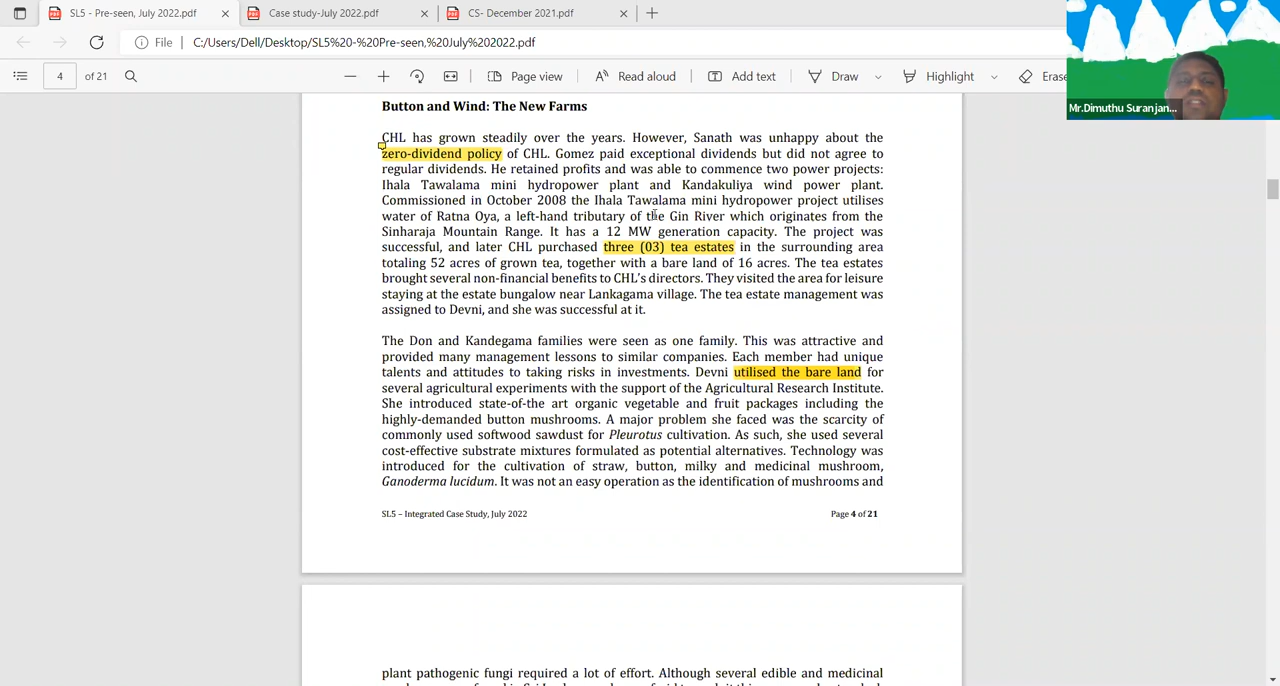 SL5 - Pre-seen, July 2022.pdf
Case study-July 2022.pdf
CS- December 2021.pdf
File
C:/Users/Dell/Desktop/SL5%20-%20Pre-seen,%20July%202022.pdf
4 of 21
Page view
Read aloud
Add text
Draw
Highlight
Erase
Mr.Dimuthu Suranjan...
Button and Wind: The New Farms
CHL has grown steadily over the years. However, Sanath was unhappy about the
zero-dividend policy of CHL. Gomez paid exceptional dividends but did not agree to
regular dividends. He retained profits and was able to commence two power projects:
Ihala Tawalama mini hydropower plant and Kandakuliya wind power plant.
Commissioned in October 2008 the Ihala Tawalama mini hydropower project utilises
water of Ratna Oya, a left-hand tributary of the Gin River which originates from the
Sinharaja Mountain Range. It has a 12 MW generation capacity. The project was
successful, and later CHL purchased three (03) tea estates in the surrounding area
totaling 52 acres of grown tea, together with a bare land of 16 acres. The tea estates
brought several non-financial benefits to CHL's directors. They visited the area for leisure
staying at the estate bungalow near Lankagama village. The tea estate management was
assigned to Devni, and she was successful at it.
The Don and Kandegama families were seen as one family. This was attractive and
provided many management lessons to similar companies. Each member had unique
talents and attitudes to taking risks in investments. Devni utilised the bare land for
several agricultural experiments with the support of the Agricultural Research Institute.
She introduced state-of-the art organic vegetable and fruit packages including the
highly-demanded button mushrooms. A major problem she faced was the scarcity of
commonly used softwood sawdust for Pleurotus cultivation. As such, she used several
cost-effective substrate mixtures formulated as potential alternatives. Technology was
introduced for the cultivation of straw, button, milky and medicinal mushroom,
Ganoderma lucidum. It was not an easy operation as the identification of mushrooms and
SL5 – Integrated Case Study, July 2022
Page 4 of 21
plant pathogenic fungi required a lot of effort. Although several edible and medicinal